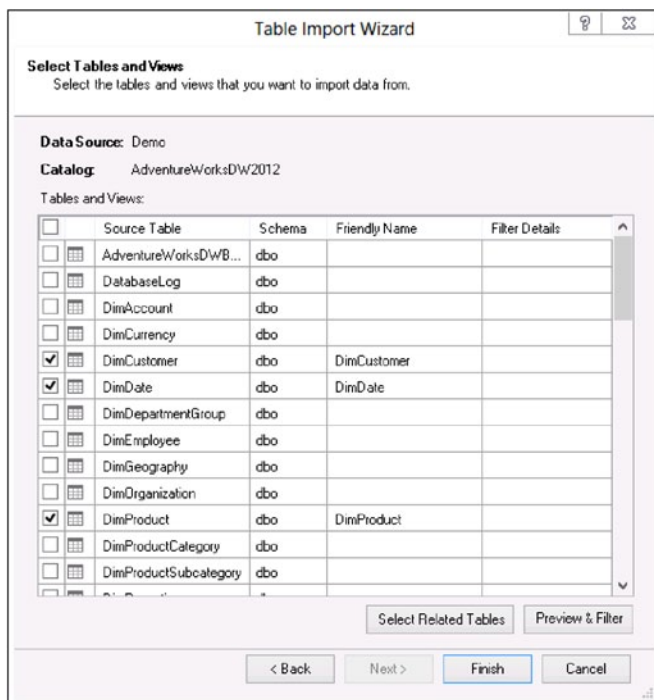 Table Import Wizard
Select Tables and Views
Select the tables and views that you want to import data from.
Data Source: Demo
Catalog: AdventureWorksDW2012
Tables and Views:
Source Table Schema Friendly Name Filter Details
AdventureWorksDWB... dbo
DatabaseLog dbo
DimAccount dbo
DimCurrency dbo
DimCustomer dbo DimCustomer
DimDate dbo DimDate
DimDepartmentGroup dbo
DimEmployee dbo
DimGeography dbo
DimOrganization dbo
DimProduct dbo DimProduct
DimProductCategory dbo
DimProductSubcategory dbo
Select Related Tables Preview & Filter
< Back Next > Finish Cancel